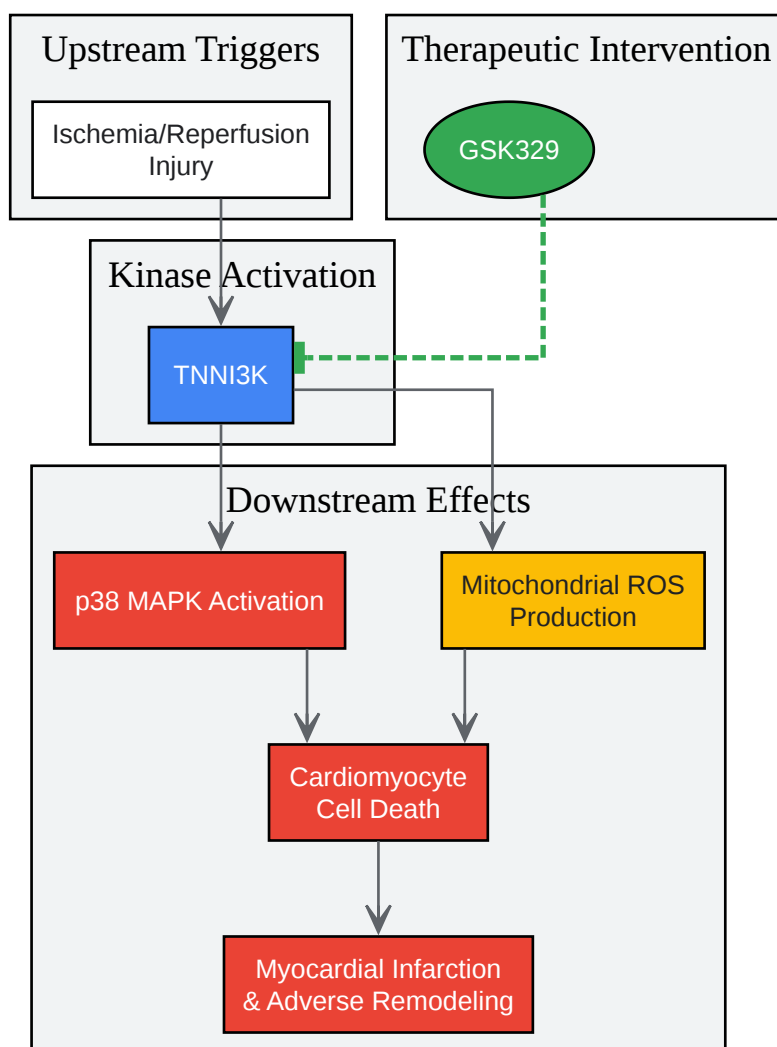 Upstream Triggers
Ischemia/Reperfusion
Injury
Therapeutic Intervention
GSK329
Kinase Activation
TNNI3K
Downstream Effects
p38 MAPK Activation
Mitochondrial ROS
Production
Cardiomyocyte
Cell Death
Myocardial Infarction
& Adverse Remodeling